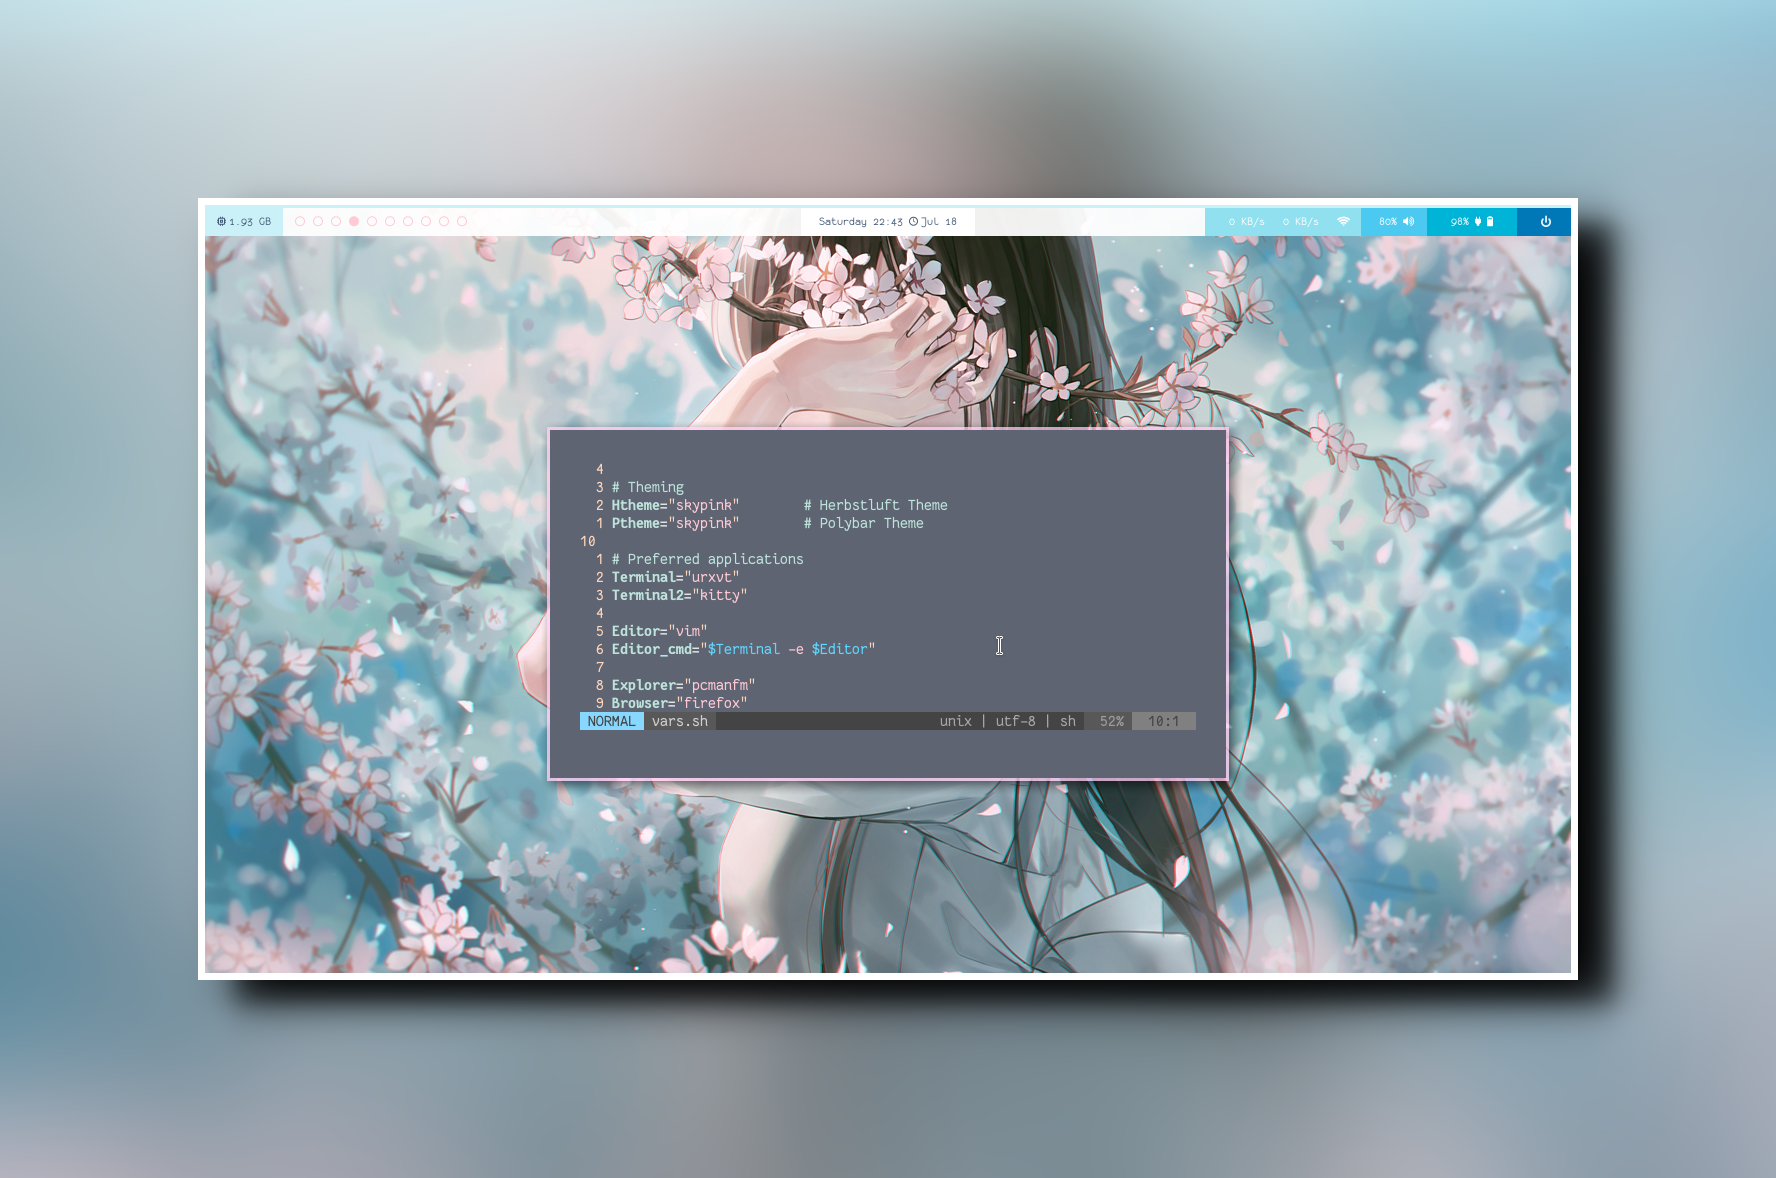 1.93 GB
Saturday 22:43 Jul 18
0 KB/s 0 KB/s 80% 98%
4
3 # Theming
2 Htheme="skypink" # Herbstluft Theme
1 Ptheme="skypink" # Polybar Theme
10
1 # Preferred applications
2 Terminal="urxvt"
3 Terminal2="kitty"
4
5 Editor="vim"
6 Editor_cmd="$Terminal -e $Editor"
7
8 Explorer="pcmanfm"
9 Browser="firefox"
NORMAL vars.sh unix | utf-8 | sh 52% 10:1